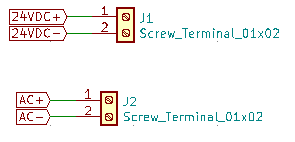 24VDC+ 1 J1
24VDC- 2 Screw_Terminal_01x02
AC+ 1 J2
AC- 2 Screw_Terminal_01x02